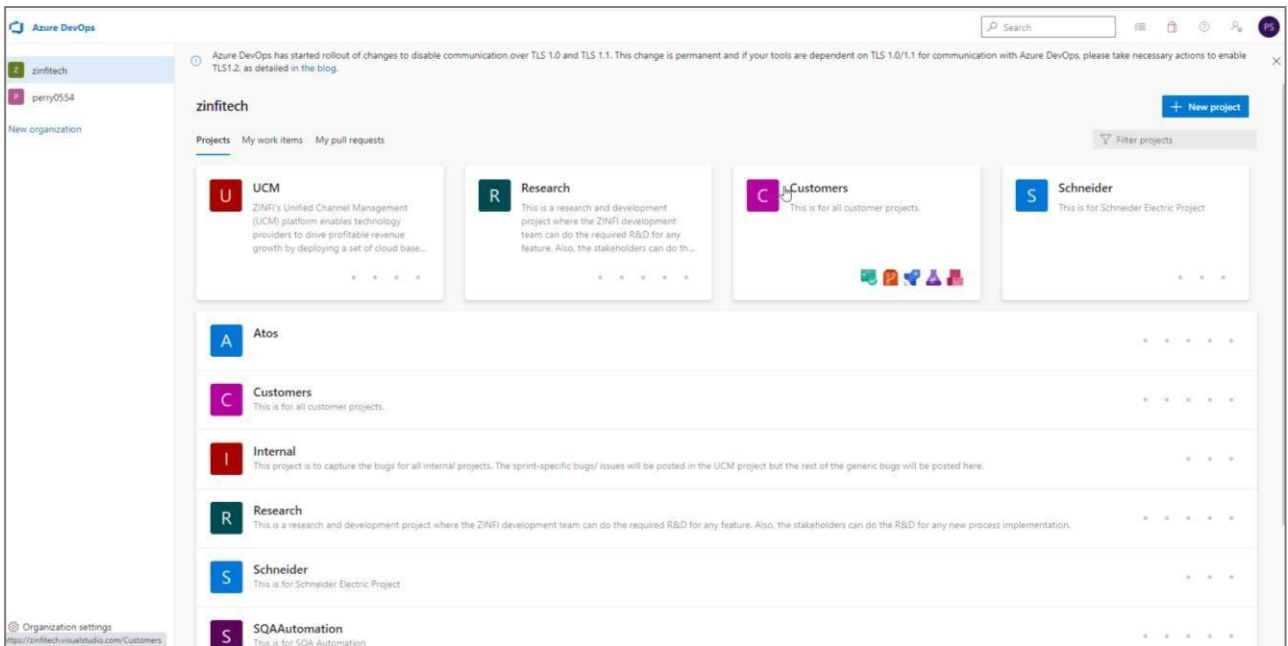 Azure DevOps
Search
PS
Z zinfitech
P perry0554
New organization
Azure DevOps has started rollout of changes to disable communication over TLS 1.0 and TLS 1.1. This change is permanent and if your tools are dependent on TLS 1.0/1.1 for communication with Azure DevOps, please take necessary actions to enable
TLS1.2, as detailed in the blog.
zinfitech
New project
Projects My work items My pull requests
Filter projects
U
UCM
ZINFI's Unified Channel Management
(UCM) platform enables technology
providers to drive profitable revenue
growth by deploying a set of cloud base...
R
Research
This is a research and development
project where the ZINFI development
team can do the required R&D for any
feature. Also, the stakeholders can do th...
C
Customers
This is for all customer projects.
S
Schneider
This is for Schneider Electric Project
A
Atos
C
Customers
This is for all customer projects.
I
Internal
This project is to capture the bugs for all internal projects. The sprint-specific bugs/ issues will be posted in the UCM project but the rest of the generic bugs will be posted here.
R
Research
This is a research and development project where the ZINFI development team can do the required R&D for any feature. Also, the stakeholders can do the R&D for any new process implementation.
S
Schneider
This is for Schneider Electric Project
S
SQAAutomation
This is for SQA Automation
Organization settings
https://zinfitech.visualstudio.com/Customers